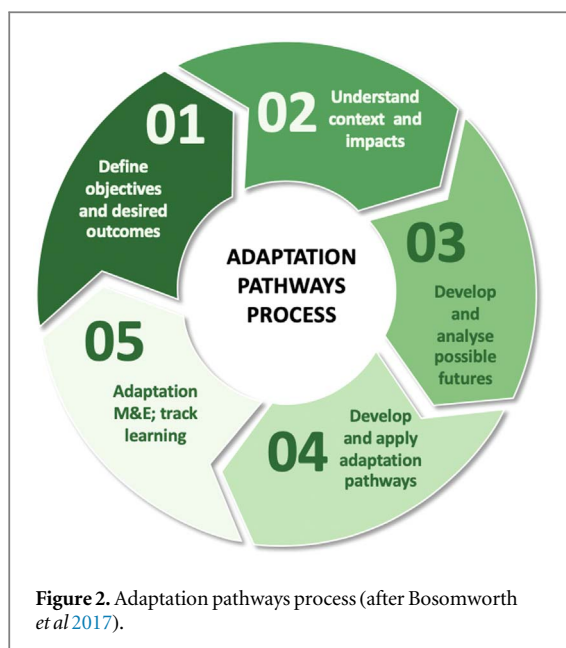 01
Define
objectives
and desired
outcomes
02
Understand
context and
impacts
03
Develop
and
analyse
possible
futures
04
Develop
and apply
adaptation
pathways
05
Adaptation
M&E; track
learning
ADAPTATION
PATHWAYS
PROCESS
Figure 2. Adaptation pathways process (after Bosomworth
et al 2017).